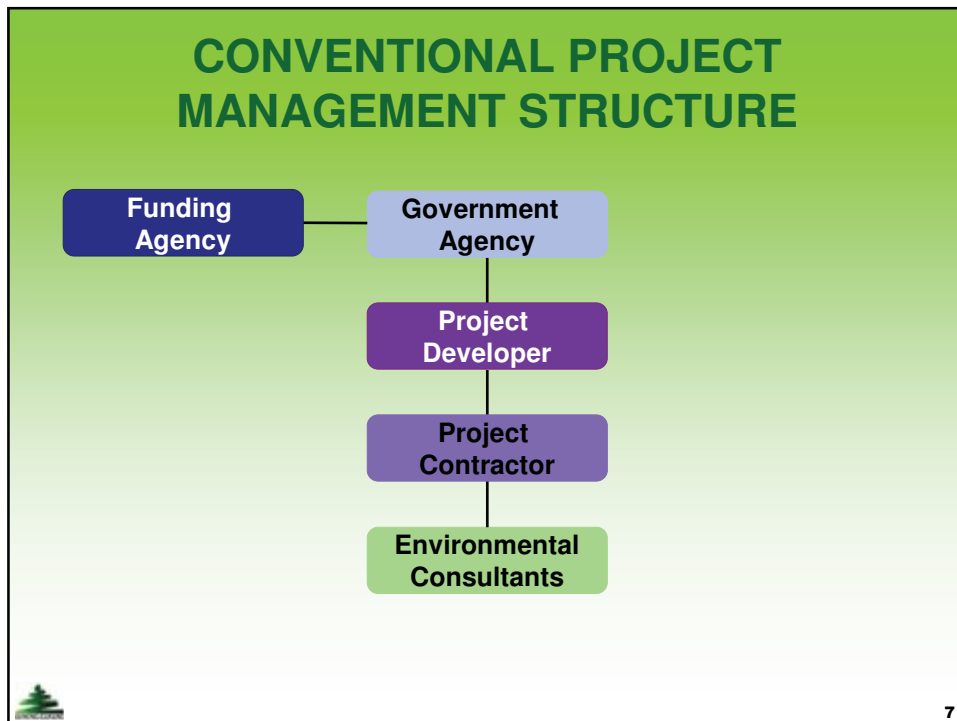 CONVENTIONAL PROJECT
MANAGEMENT STRUCTURE
Funding
Agency
Government
Agency
Project
Developer
Project
Contractor
Environmental
Consultants
7